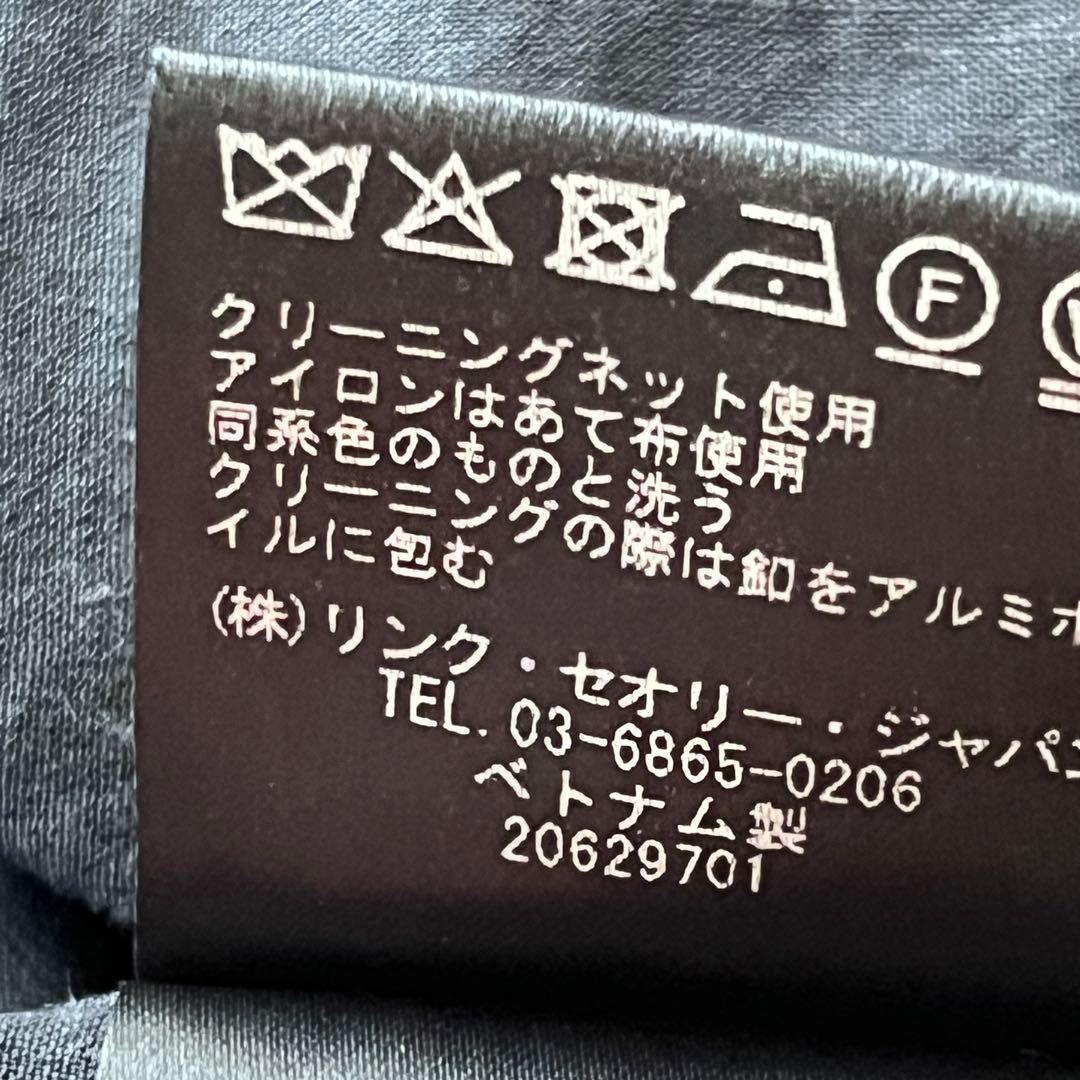 F
クリーニングネット使用
アイロンはあて布使用
同系色のものと洗う
クリーニングの際は釦をアルミホ
イルに包む
(株)リンク・セオリー・ジャパン
TEL. 03-6865-0206
ベトナム製
20629701